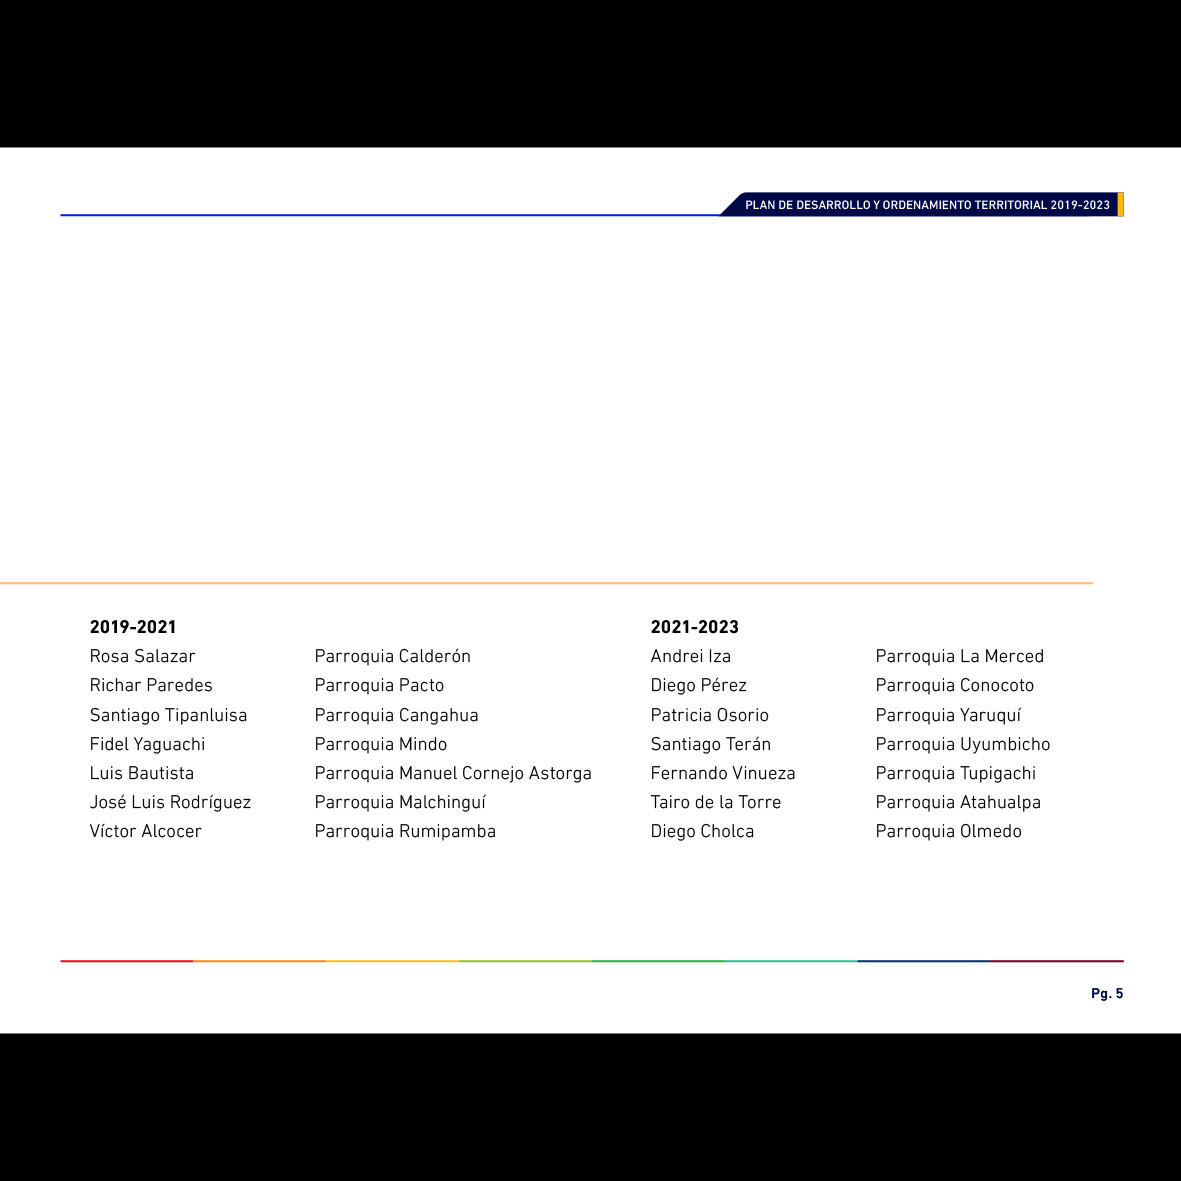 PLAN DE DESARROLLO Y ORDENAMIENTO TERRITORIAL 2019-2023
2019-2021
Rosa Salazar Parroquia Calderón
Richar Paredes Parroquia Pacto
Santiago Tipanluisa Parroquia Cangahua
Fidel Yaguachi Parroquia Mindo
Luis Bautista Parroquia Manuel Cornejo Astorga
José Luis Rodríguez Parroquia Malchinguí
Víctor Alcocer Parroquia Rumipamba
2021-2023
Andrei Iza Parroquia La Merced
Diego Pérez Parroquia Conocoto
Patricia Osorio Parroquia Yaruquí
Santiago Terán Parroquia Uyumbicho
Fernando Vinueza Parroquia Tupigachi
Tairo de la Torre Parroquia Atahualpa
Diego Cholca Parroquia Olmedo
Pg. 5